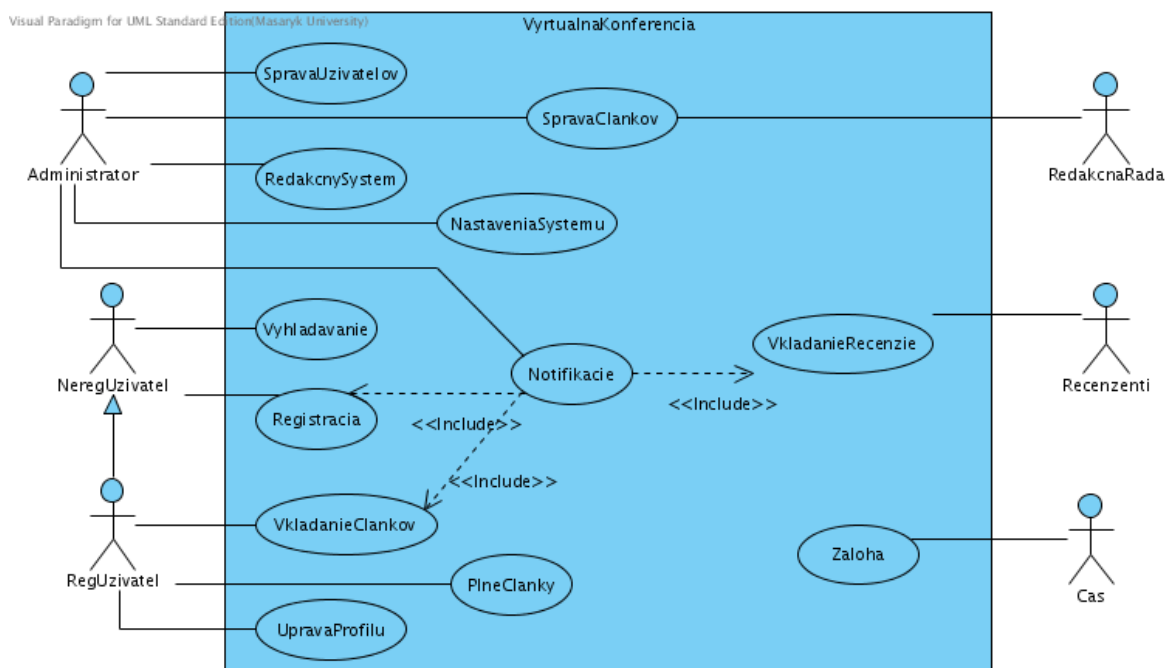 Visual Paradigm for UML Standard Edition(Masaryk University)
VyrtualnaKonferencia
SpravaUzivatelov
SpravaClankov
Administrator
RedakcnaRada
RedakcnySystem
NastaveniaSystemu
Vyhladavanie
VkladanieRecenzie
Notifikacie
NeregUzivatel
Recenzenti
<<Include>>
Registracia
<<Include>>
<<Include>>
VkladanieClankov
Zaloha
RegUzivatel
PlneClanky
Cas
UpravaProfilu